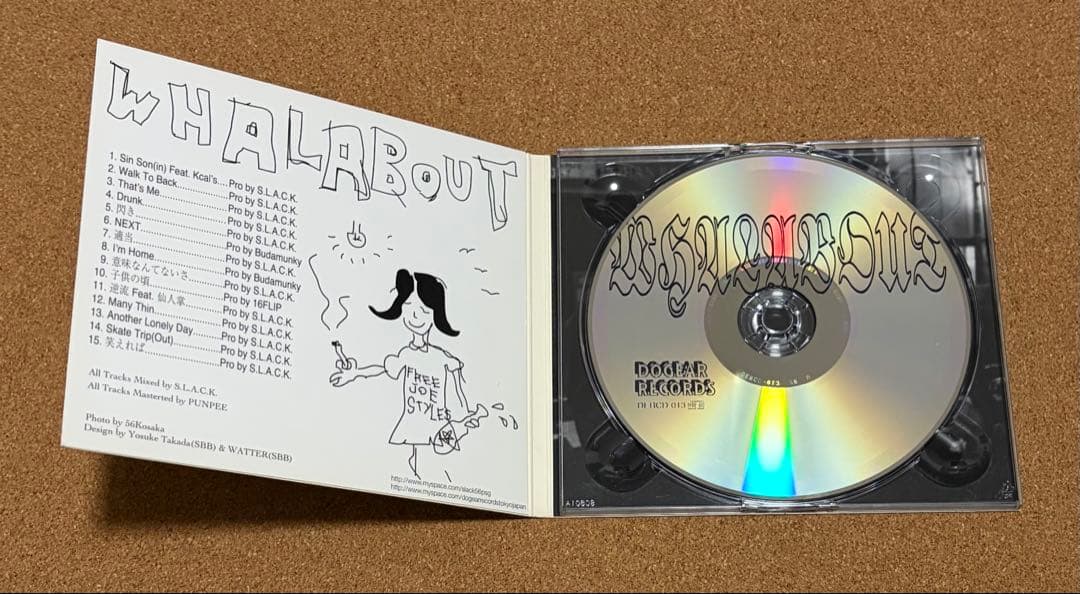 WHALABOUT
1. Sin Son(in) Feat. Kcal's....Pro by S.L.A.C.K.
2. Walk To Back...............Pro by S.L.A.C.K.
3. That's Me....................Pro by S.L.A.C.K.
4. Drunk........................Pro by S.L.A.C.K.
5. 閃き..........................Pro by S.L.A.C.K.
6. NEXT........................Pro by Budamunky
7. 適当..........................Pro by S.L.A.C.K.
8. I'm Home...................Pro by Budamunky
9. 意味なんてないさ..........Pro by S.L.A.C.K.
10. 子供の頃...................Pro by 16FLIP
11. 逆流 Feat. 仙人掌.........Pro by S.L.A.C.K.
12. Many Thin.................Pro by S.L.A.C.K.
13. Another Lonely Day.......Pro by S.L.A.C.K.
14. Skate Trip(Out)............Pro by S.L.A.C.K.
15. 笑えれば....................Pro by S.L.A.C.K.
All Tracks Mixed by S.L.A.C.K.
All Tracks Masterted by PUNPEE
Photo by 56Kosaka
Design by Yosuke Takada(SBB) & WATTER(SBB)
FREE
JOE
STYLES
http://www.myspace.com/slack56psg
http://www.myspace.com/dogearrecordstokyojapan
WHALABOUT
DOGEAR
RECORDS
A10808